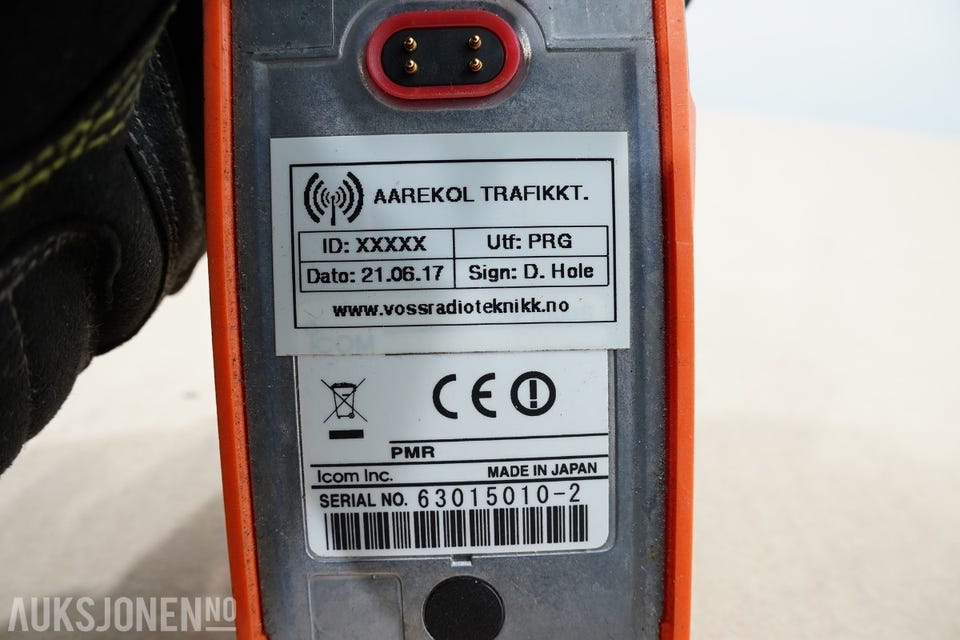 AAREKOL TRAFIKKT.
ID: XXXXX Utf: PRG
Dato: 21.06.17 Sign: D. Hole
www.vossradioteknikk.no
ICOM
CE
PMR
Icom Inc. MADE IN JAPAN
SERIAL NO. 63015010-2
AUKSJONEN.NO